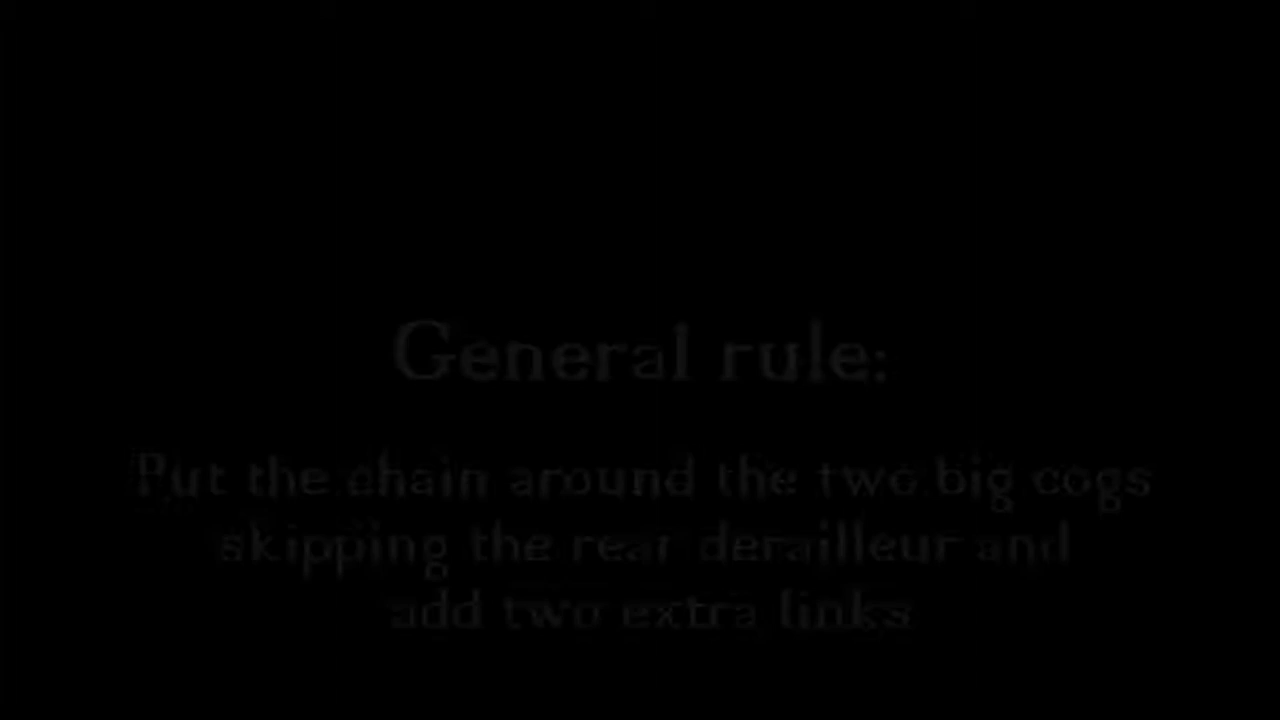 General rule:
Put the chain around the two big cogs
skipping the rear derailleur and
add two extra links